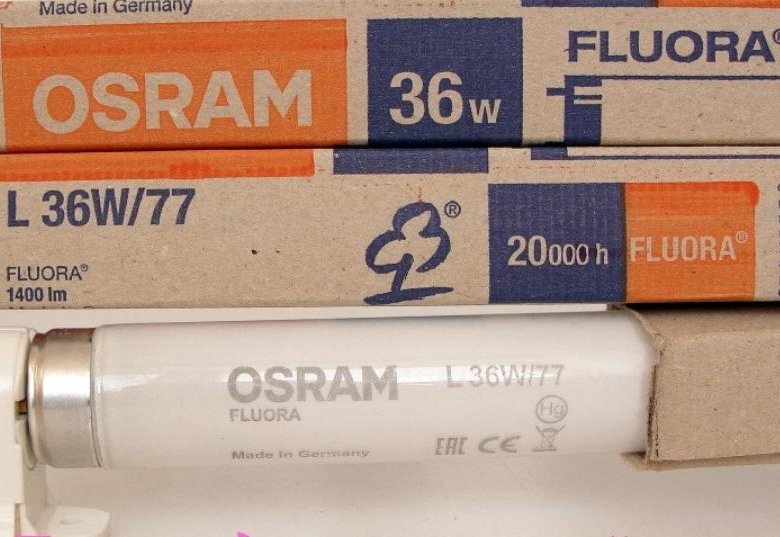 Made in Germany
OSRAM
36w
FLUORA®
L 36W/77
FLUORA®
1400 lm
®
20000 h
FLUORA®
OSRAM
FLUORA
Made in Germany
L 36W/77
Hg
EAC CE